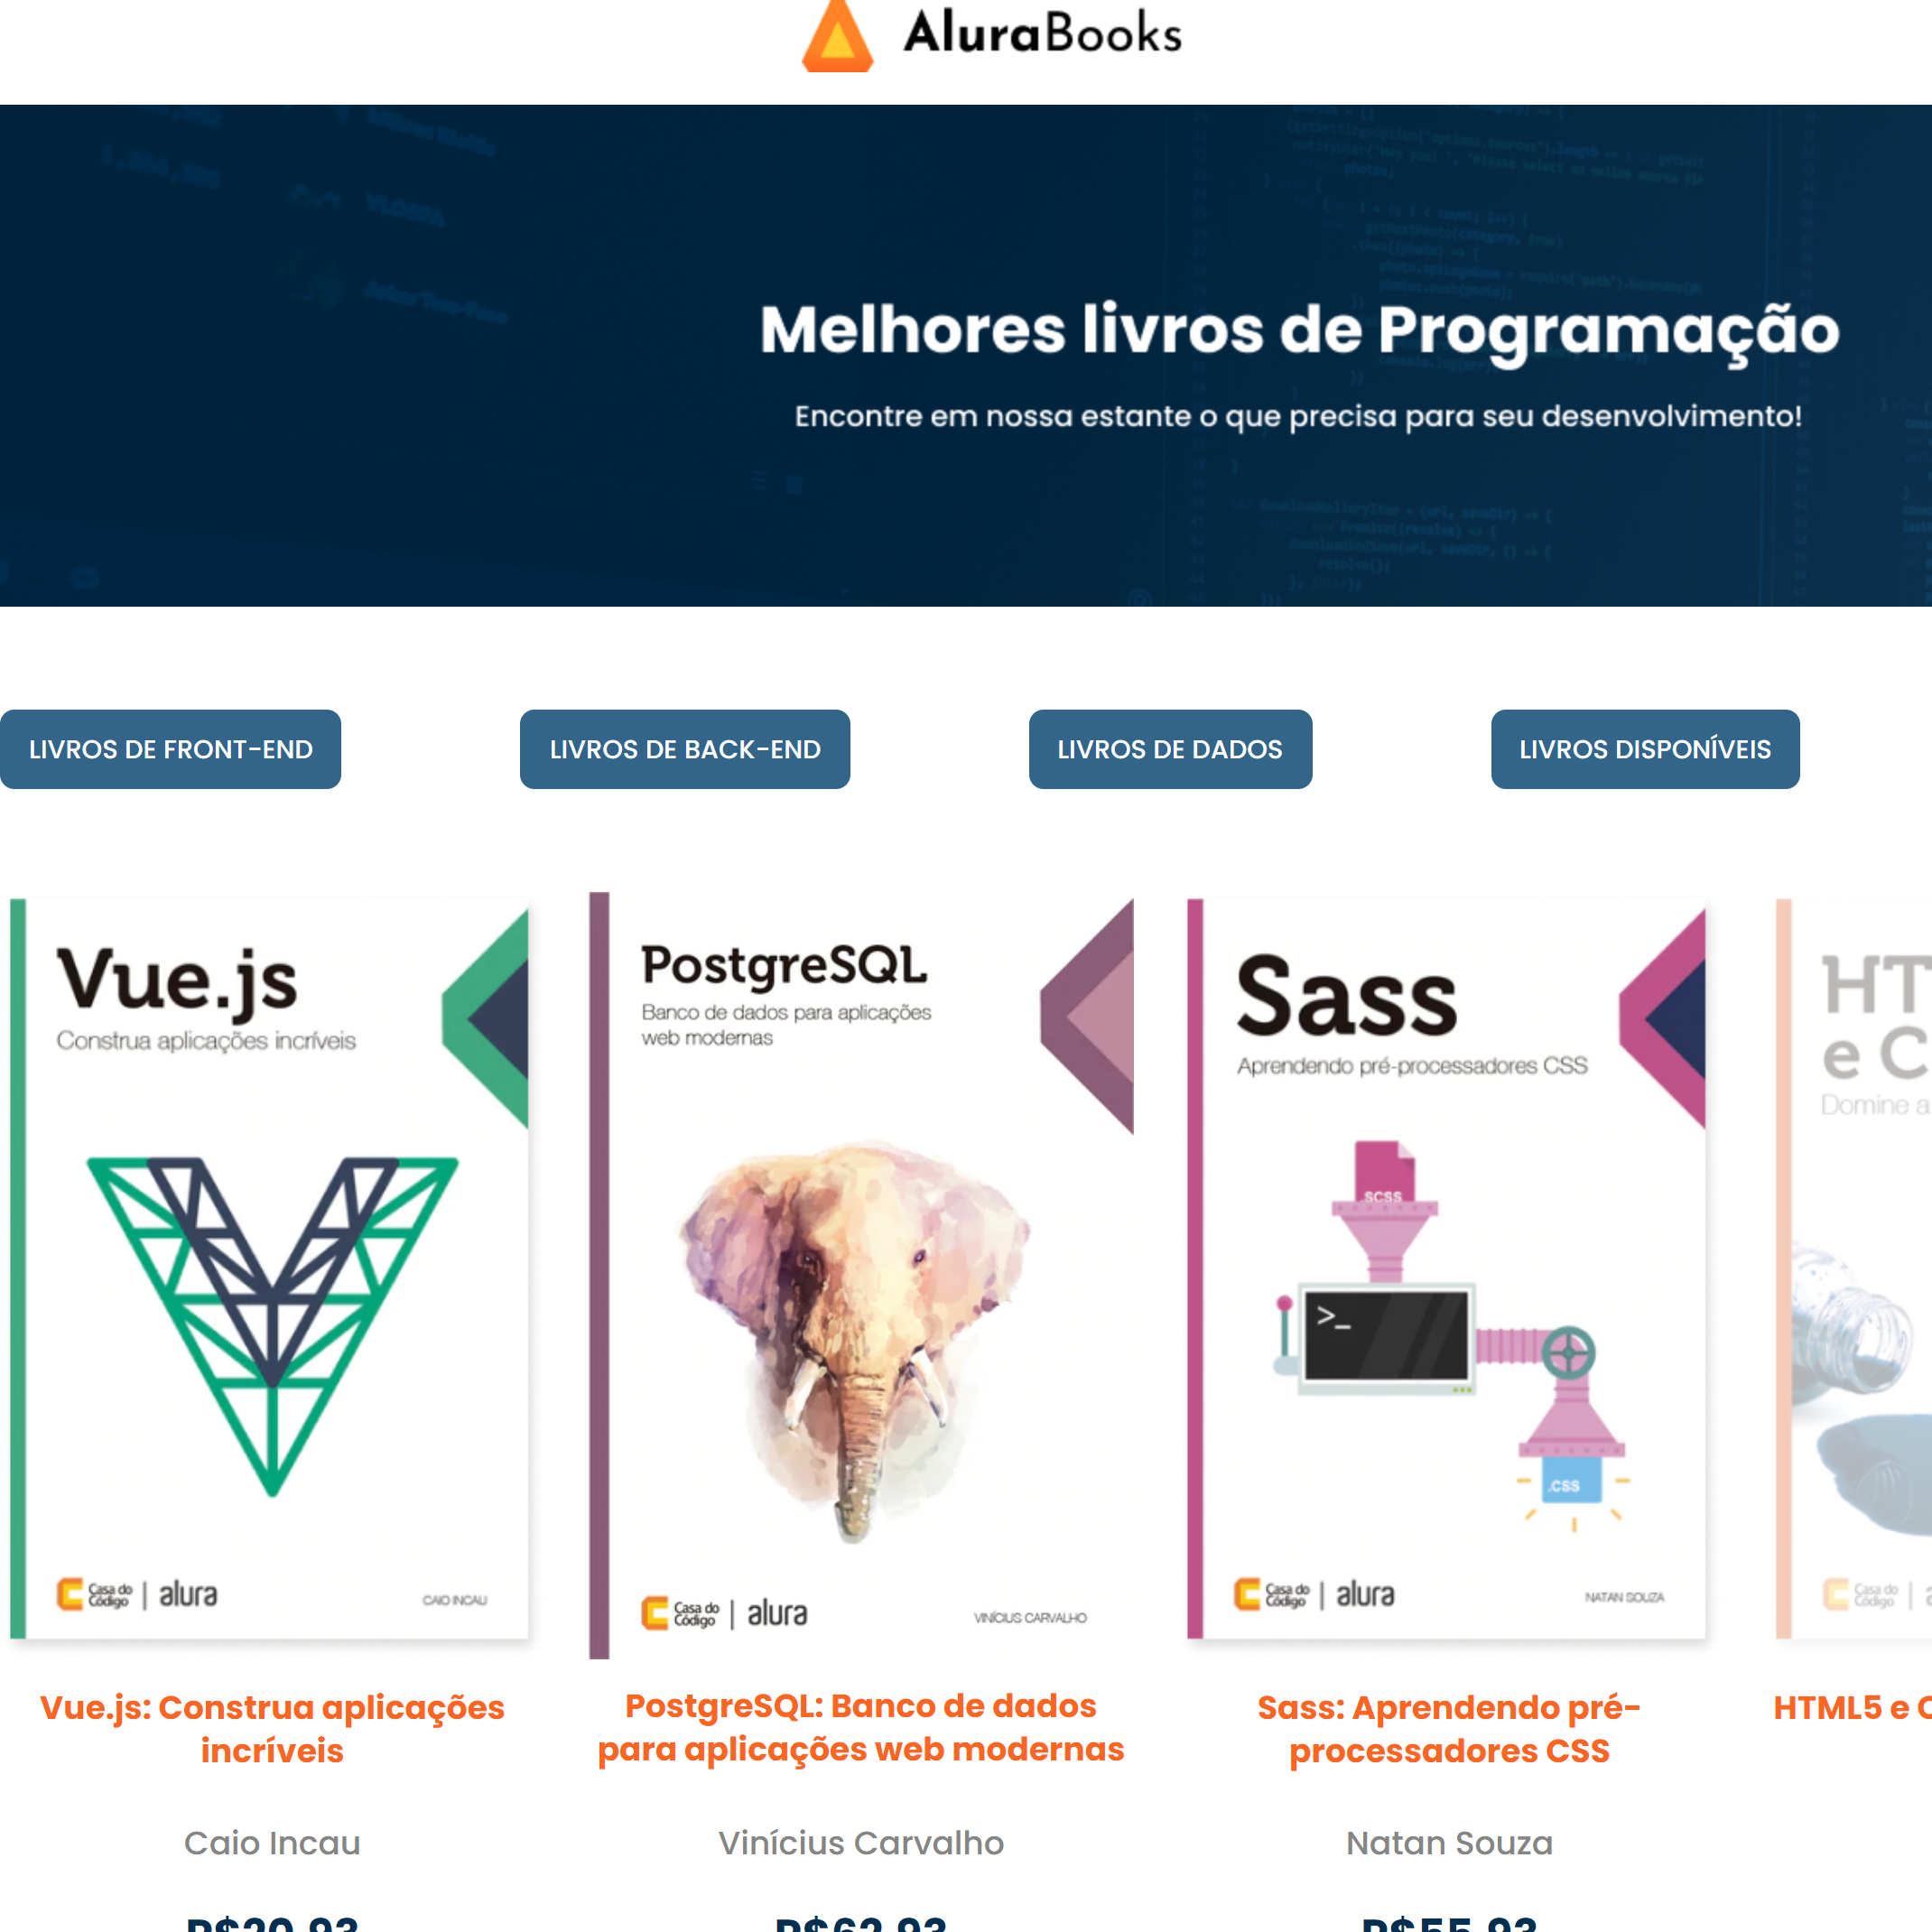 AluraBooks
Melhores livros de Programação
Encontre em nossa estante o que precisa para seu desenvolvimento!
LIVROS DE FRONT-END
LIVROS DE BACK-END
LIVROS DE DADOS
LIVROS DISPONÍVEIS
Vue.js
Construa aplicações incríveis
Casa do
Código
alura
CAIO INCAU
PostgreSQL
Banco de dados para aplicações
web modernas
Casa do
Código
alura
VINÍCIUS CARVALHO
Sass
Aprendendo pré-processadores CSS
SCSS
>_
.CSS
Casa do
Código
alura
NATAN SOUZA
HT
e C
Domine a
Casa do
Código
Vue.js: Construa aplicações
incríveis
Caio Incau
PostgreSQL: Banco de dados
para aplicações web modernas
Vinícius Carvalho
Sass: Aprendendo pré-
processadores CSS
Natan Souza
HTML5 e C